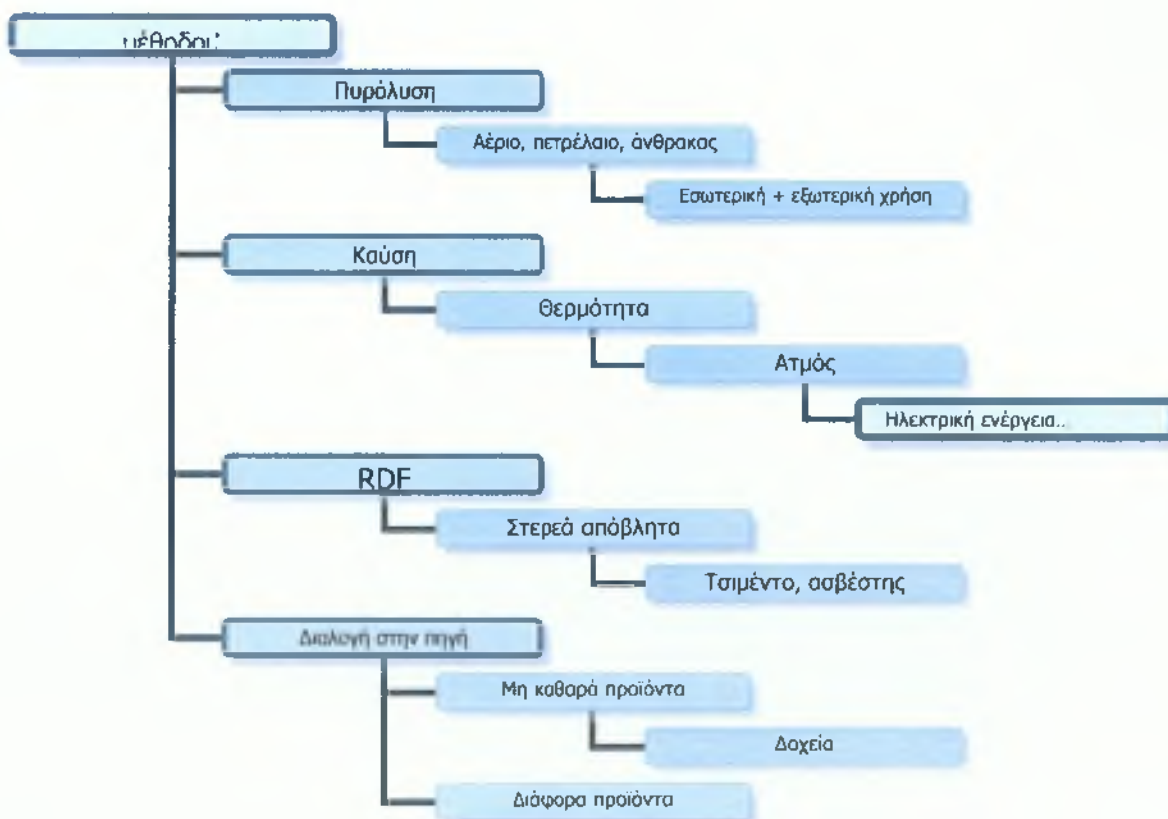 μέθοδοι
Πυρόλυση
Αέριο, πετρέλαιο, άνθρακας
Εσωτερική + εξωτερική χρήση
Καύση
Θερμότητα
Ατμός
Ηλεκτρική ενέργεια..
RDF
Στερεά απόβλητα
Τσιμέντο, ασβέστης
Διαλογή στην πηγή
Μη καθαρά προϊόντα
Δοχεία
Διάφορα προϊόντα